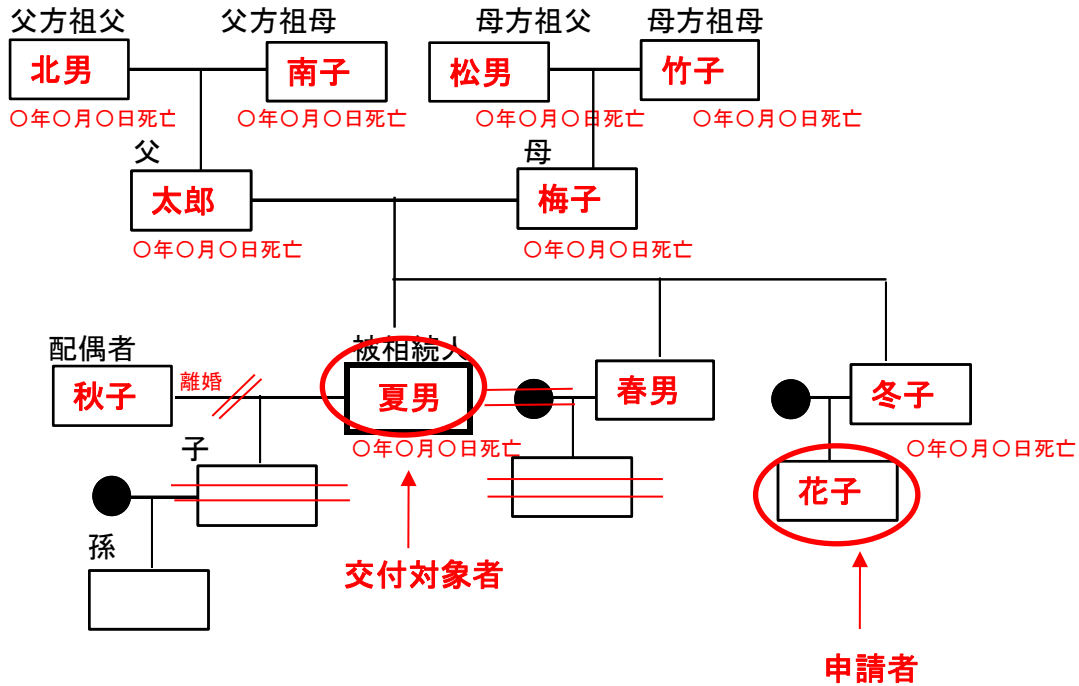 父方祖父
父方祖母
母方祖父
母方祖母
北男
南子
松男
竹子
〇年〇月〇日死亡
〇年〇月〇日死亡
〇年〇月〇日死亡
〇年〇月〇日死亡
父
母
太郎
梅子
〇年〇月〇日死亡
〇年〇月〇日死亡
配偶者
被相続人
秋子
離婚
夏男
春男
冬子
〇年〇月〇日死亡
〇年〇月〇日死亡
子
花子
孫
交付対象者
申請者